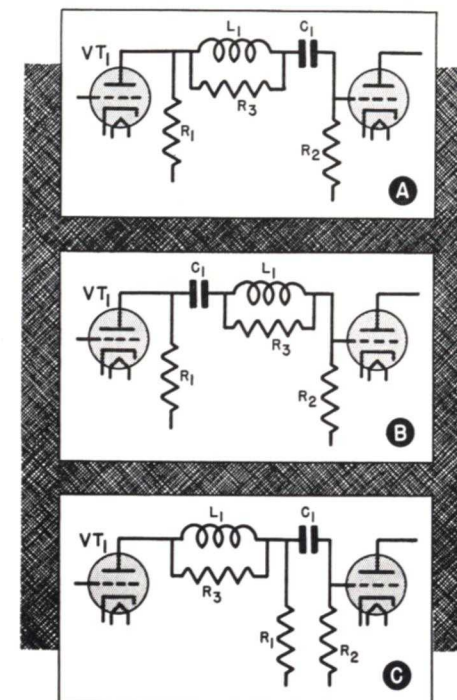 L₁ C₁
VT₁
R₃
R₁
R₂
A
C₁ L₁
VT₁
R₃
R₁
R₂
B
L₁ C₁
VT₁
R₃
R₁ R₂
C